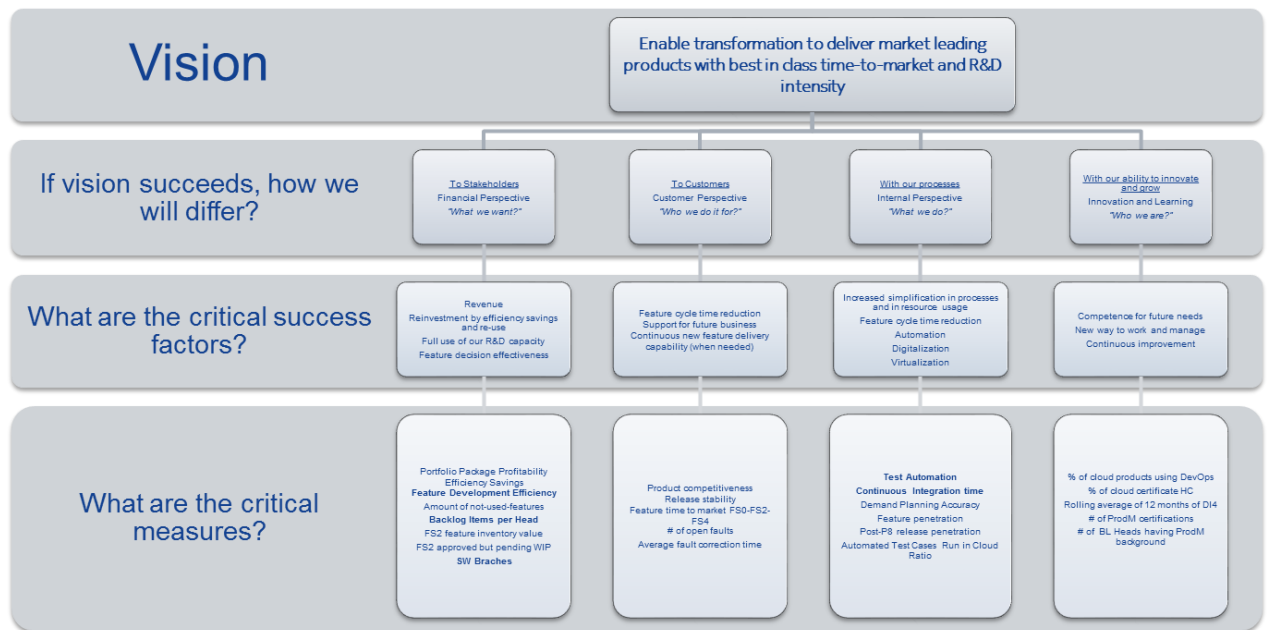 Vision
Enable transformation to deliver market leading
products with best in class time-to-market and R&D
intensity
If vision succeeds, how we
will differ?
To Stakeholders
Financial Perspective
"What we want?"
To Customers
Customer Perspective
"Who we do it for?"
With our processes
Internal Perspective
"What we do?"
With our ability to innovate
and grow
Innovation and Learning
"Who we are?"
What are the critical success
factors?
Revenue
Reinvestment by efficiency savings
and re-use
Full use of our R&D capacity
Feature decision effectiveness
Feature cycle time reduction
Support for future business
Continuous new feature delivery
capability (when needed)
Increased simplification in processes
and in resource usage
Feature cycle time reduction
Automation
Digitalization
Virtualization
Competence for future needs
New way to work and manage
Continuous improvement
What are the critical
measures?
Portfolio Package Profitability
Efficiency Savings
Feature Development Efficiency
Amount of not-used-features
Backlog Items per Head
FS2 feature inventory value
FS2 approved but pending WIP
SW Braches
Product competitiveness
Release stability
Feature time to market FS0-FS2-
FS4
# of open faults
Average fault correction time
Test Automation
Continuous Integration time
Demand Planning Accuracy
Feature penetration
Post-P8 release penetration
Automated Test Cases Run in Cloud
Ratio
% of cloud products using DevOps
% of cloud certificate HC
Rolling average of 12 months of DI4
# of ProdM certifications
# of BL Heads having ProdM
background